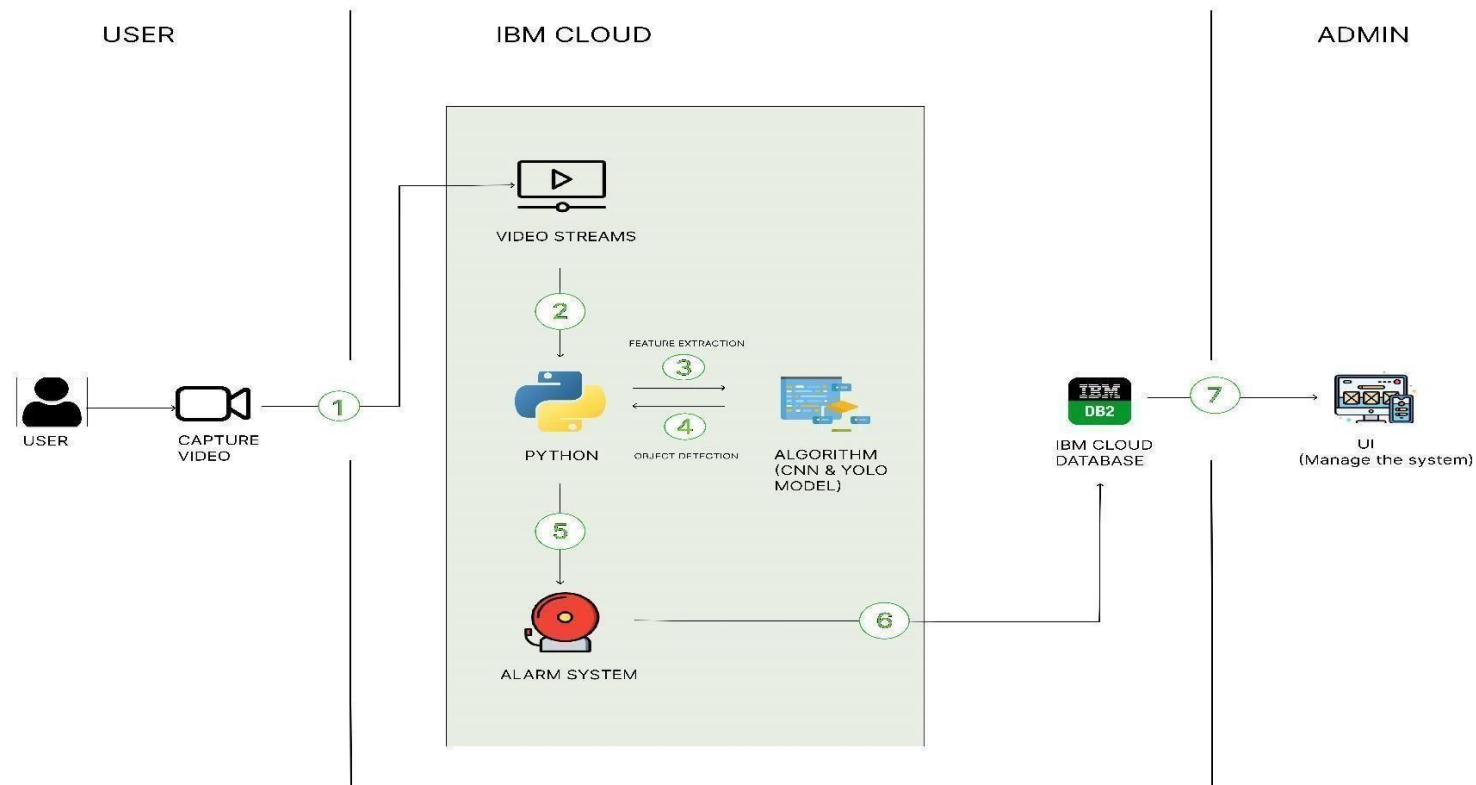 USER
IBM CLOUD
ADMIN
VIDEO STREAMS
2
FEATURE EXTRACTION
3
1
4
USER
CAPTURE
VIDEO
PYTHON
OBJECT DETECTION
ALGORITHM
(CNN & YOLO
MODEL)
IBM
DB2
IBM CLOUD
DATABASE
7
UI
(Manage the system)
5
6
ALARM SYSTEM